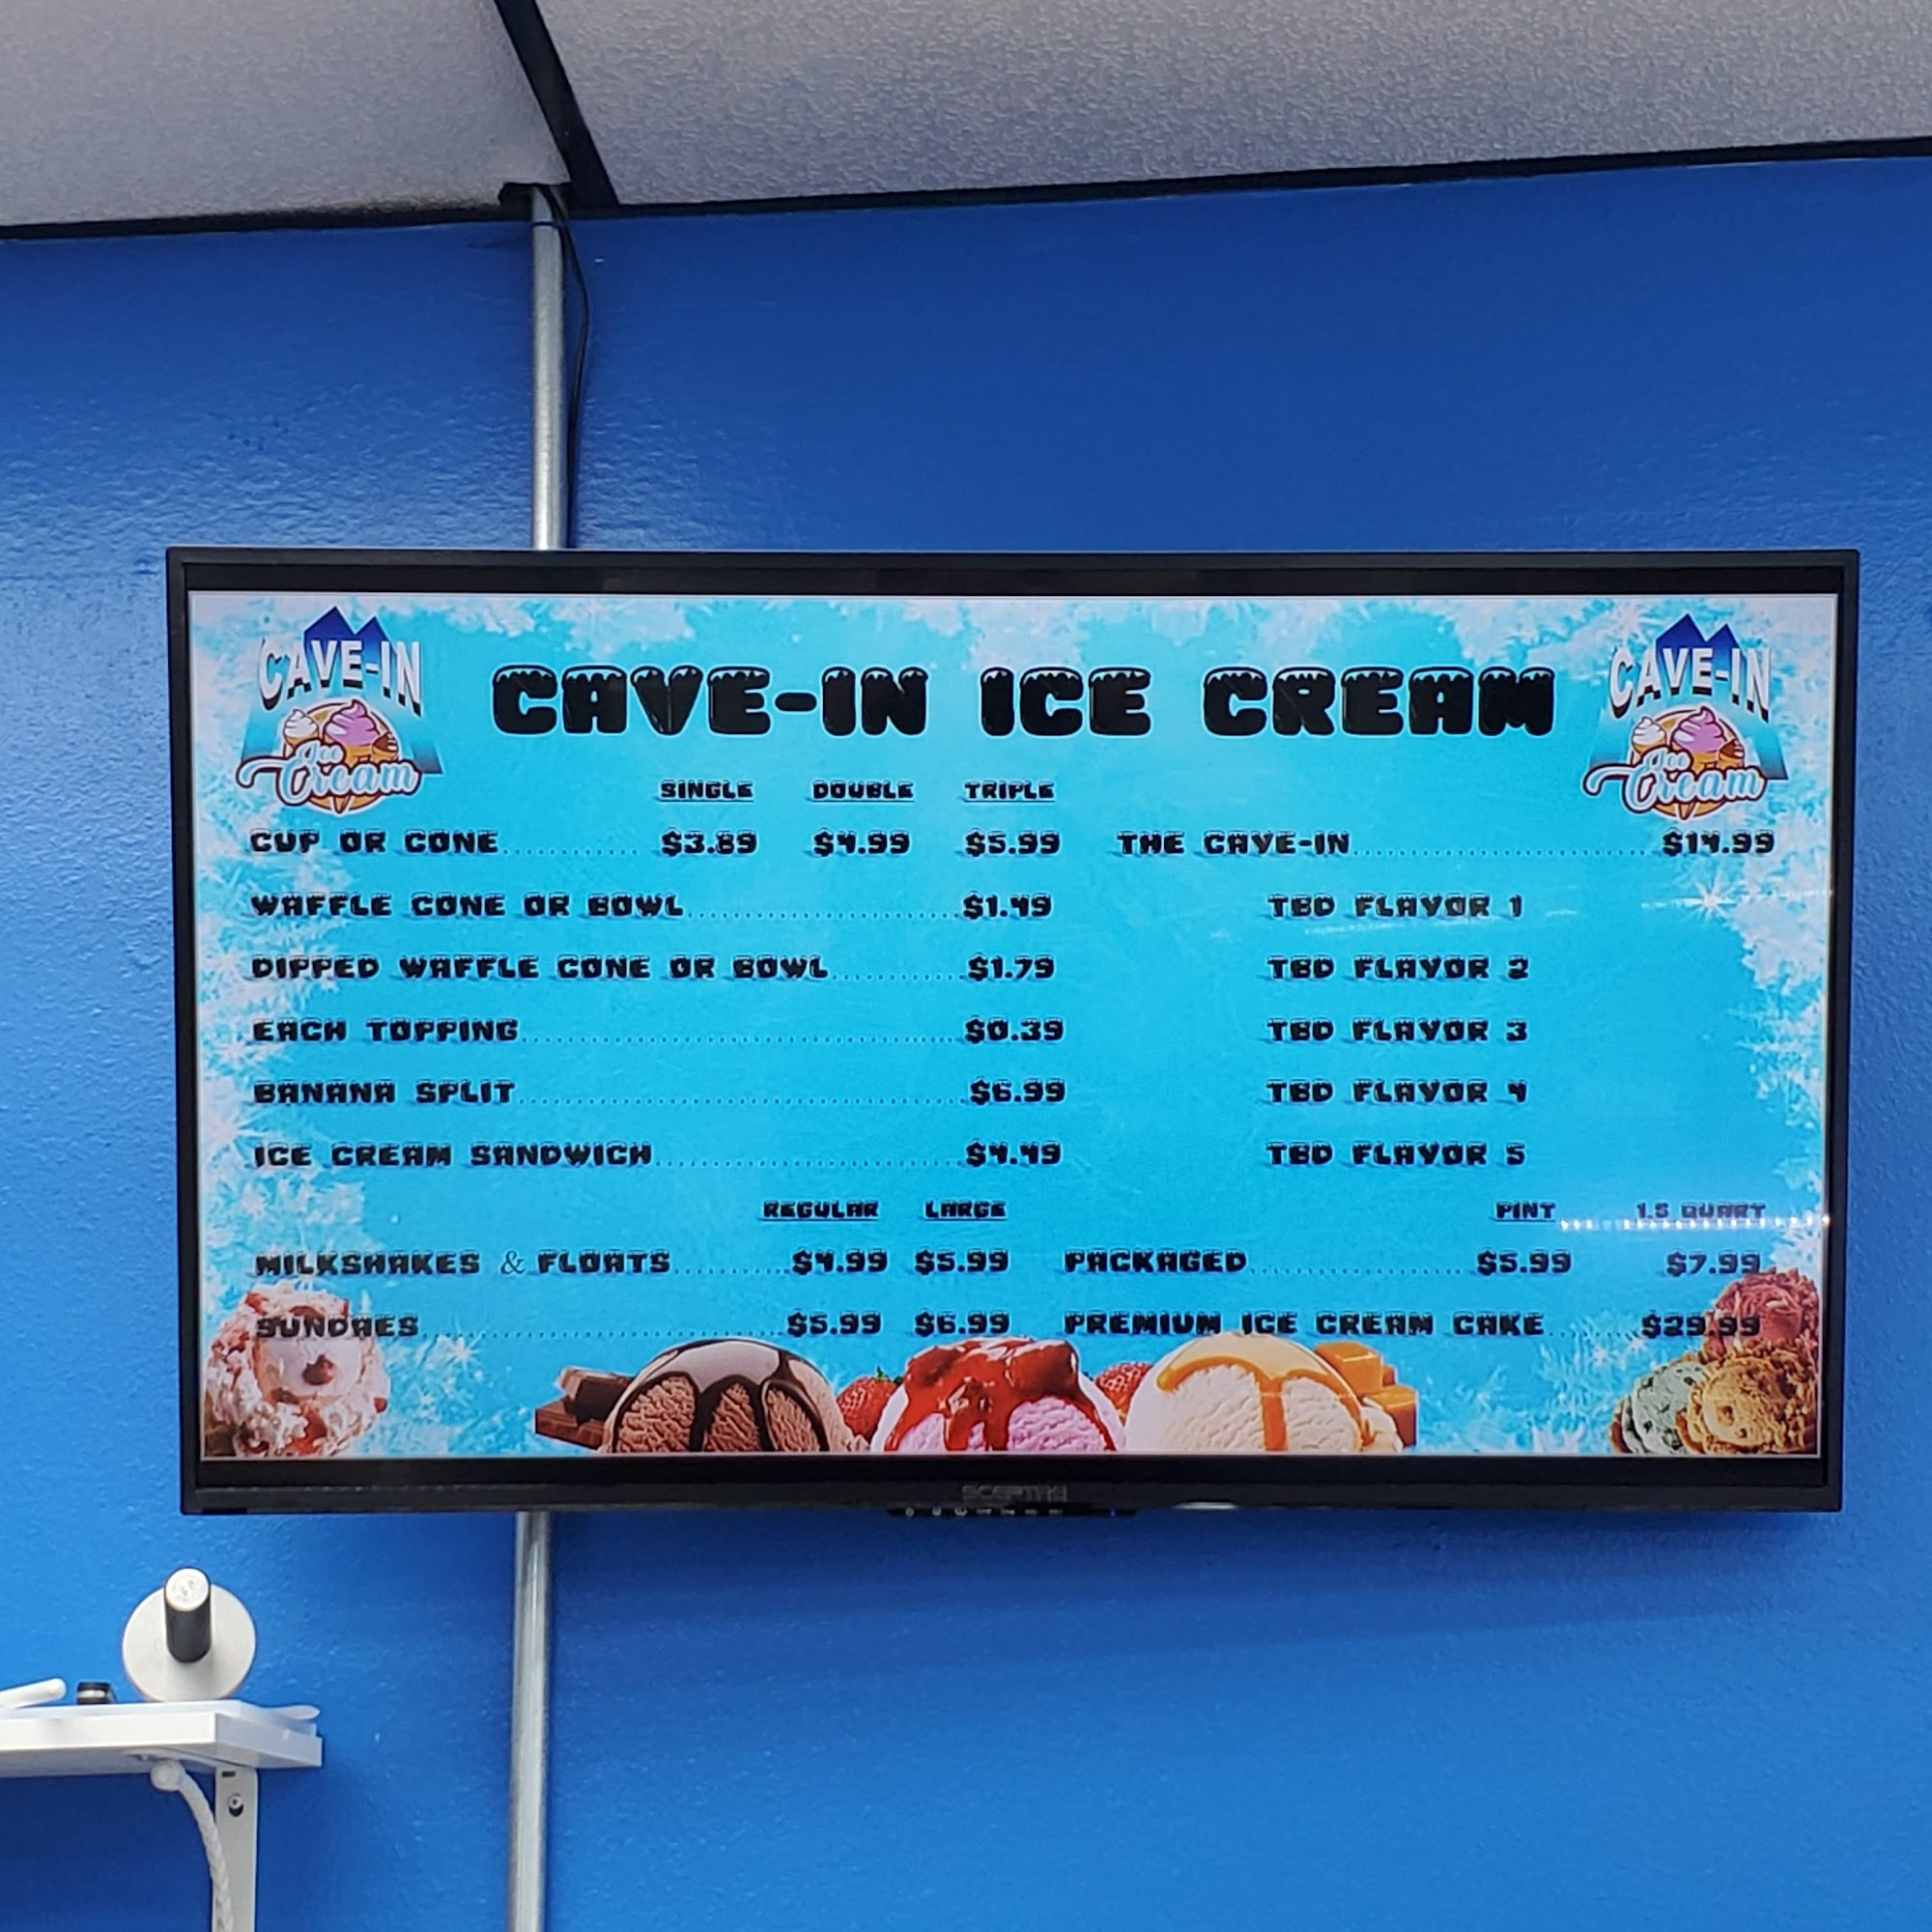 CAVE-IN
Ice
Cream
CAVE-IN ICE CREAM
CAVE-IN
Ice
Cream
SINGLE DOUBLE TRIPLE
CUP OR CONE............ $3.89 $4.99 $5.99
WAFFLE CONE OR BOWL........................$1.49
DIPPED WAFFLE CONE OR BOWL............$1.79
EACH TOPPING.......................................$0.39
BANANA SPLIT.......................................$6.99
ICE CREAM SANDWICH..........................$4.49
REGULAR LARGE
MILKSHAKES & FLOATS..........$4.99 $5.99
SUNDAES................................$5.99 $6.99
THE CAVE-IN..........................$14.99
TBD FLAVOR 1
TBD FLAVOR 2
TBD FLAVOR 3
TBD FLAVOR 4
TBD FLAVOR 5
PINT 1.5 QUART
PACKAGED....................$5.99 $7.99
PREMIUM ICE CREAM CAKE........$29.99
SCEPTRE